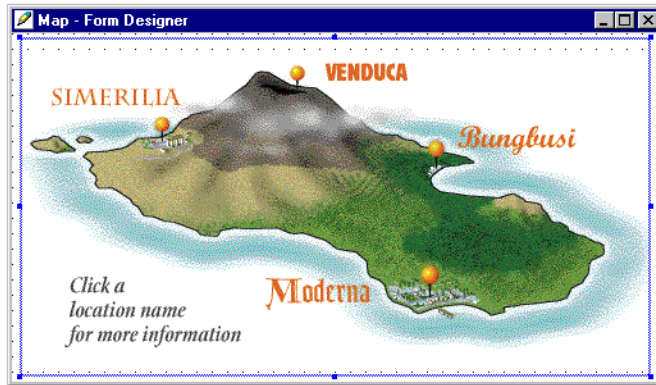 Map - Form Designer
VENDUCA
SIMERILIA
Bungbusi
Moderna
Click a
location name
for more information